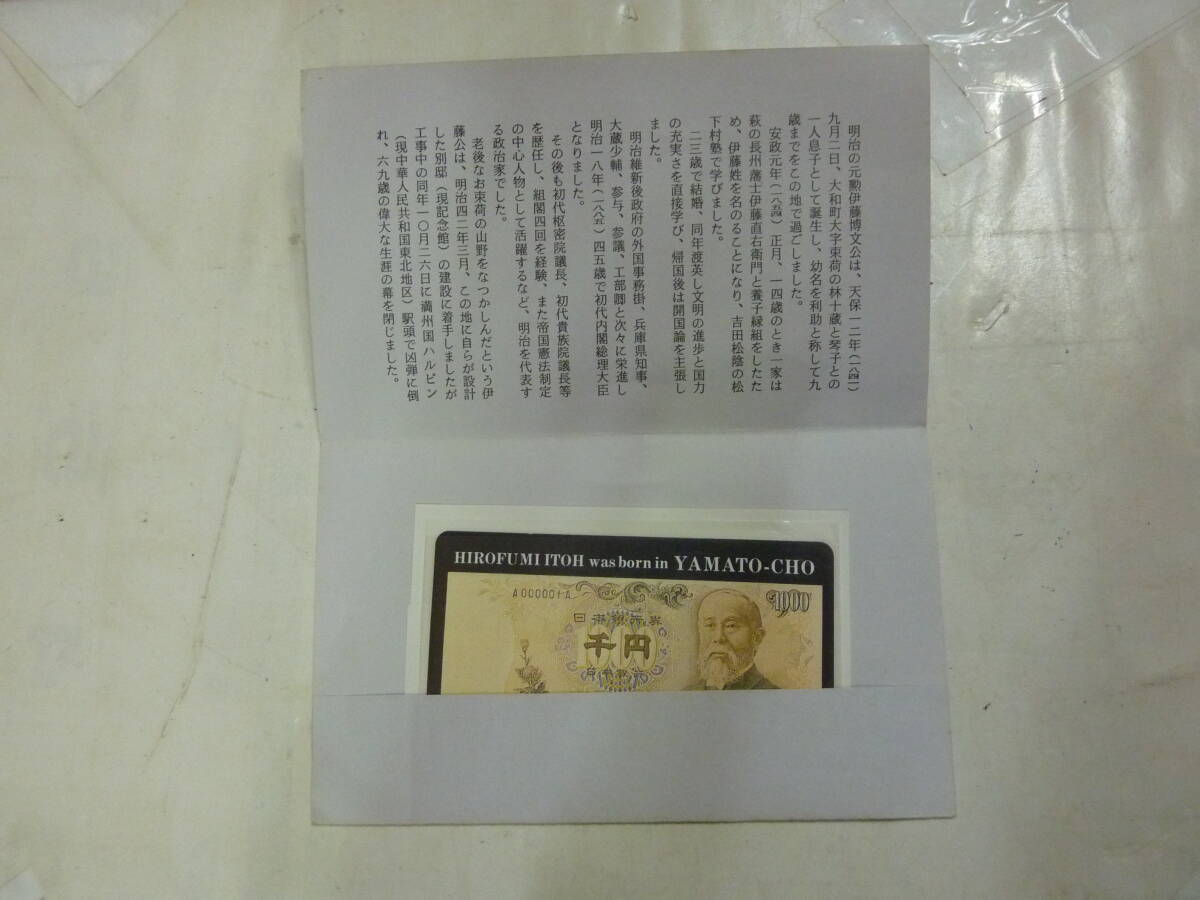 明治の元勲伊藤博文公は、天保一二年（一八四一）
九月二日、大和町大字束荷の林十蔵と琴子との
一人息子として誕生し、幼名を利助と称して九
歳までをこの地で過ごしました。
安政元年（一八五四）正月、一四歳のとき一家は
萩の長州藩士伊藤直右衛門と養子縁組をしたた
め、伊藤姓を名のることになり、吉田松陰の松
下村塾で学びました。
二三歳で結婚、同年渡英し文明の進歩と国力
の充実さを直接学び、帰国後は開国論を主張し
ました。
明治維新後政府の外国事務掛、兵庫県知事、
大蔵少輔、参与、参議、工部卿と次々に栄進し
明治一八年（一八八五）四五歳で初代内閣総理大臣
となりました。
その後も初代枢密院議長、初代貴族院議長等
を歴任し、組閣四回を経験、また帝国憲法制定
の中心人物として活躍するなど、明治を代表す
る政治家でした。
老後なお束荷の山野をなつかしんだという伊
藤公は、明治四二年三月、この地に自らが設計
した別邸（現記念館）の建設に着手しましたが
工事中の同年一〇月二六日に満州国ハルビン
（現中華人民共和国東北地区）駅頭で凶弾に倒
れ、六九歳の偉大な生涯の幕を閉じました。
HIROFUMI ITOH was born in YAMATO-CHO
A000001A
1000
日本銀行券
千円